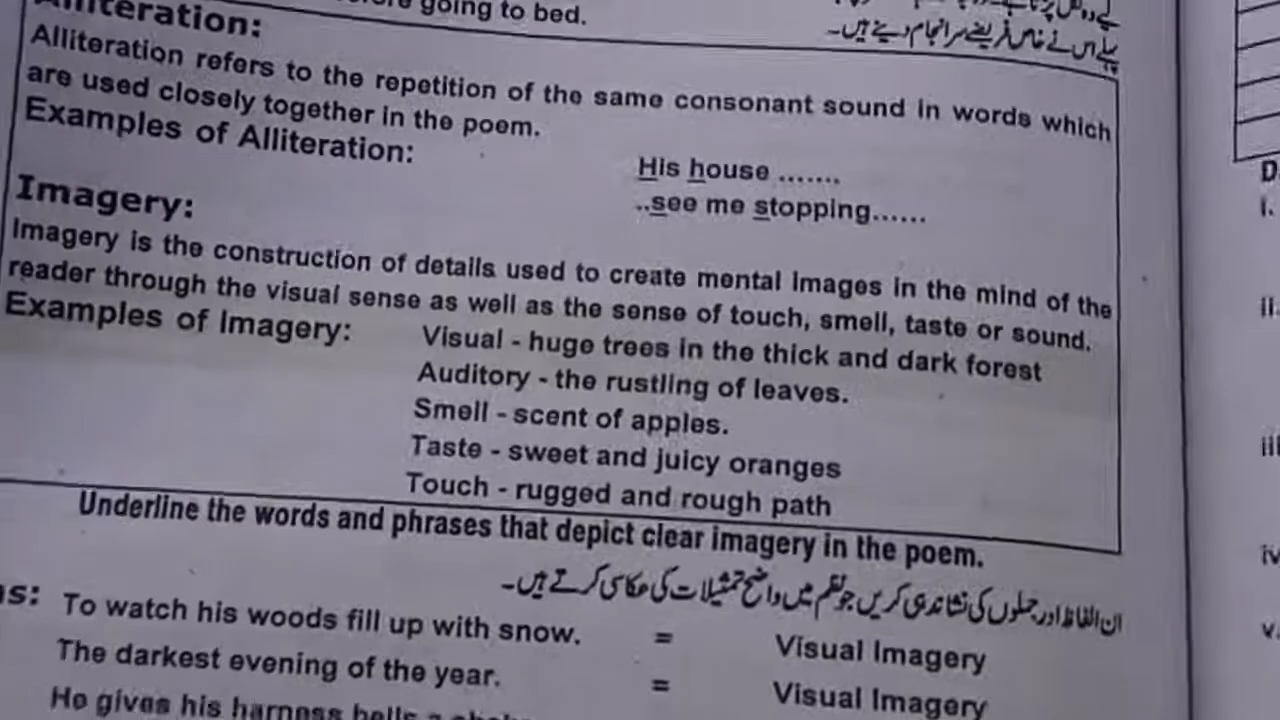 going to bed.
Alliteration:
Alliteration refers to the repetition of the same consonant sound in words which
are used closely together in the poem.
Examples of Alliteration:
His house .......
..see me stopping......
Imagery:
Imagery is the construction of details used to create mental images in the mind of the
reader through the visual sense as well as the sense of touch, smell, taste or sound.
Examples of Imagery:
Visual - huge trees in the thick and dark forest
Auditory - the rustling of leaves.
Smell - scent of apples.
Taste - sweet and juicy oranges
Touch - rugged and rough path
Underline the words and phrases that depict clear imagery in the poem.
ان الفاظ اور جملوں کی نشاندہی کریں جو نظم میں واضح تمثیلات کی عکاسی کرتے ہیں۔
To watch his woods fill up with snow. = Visual Imagery
The darkest evening of the year. = Visual Imagery
He gives his harness bells a
D
i.
ii.
iii
iv
v.